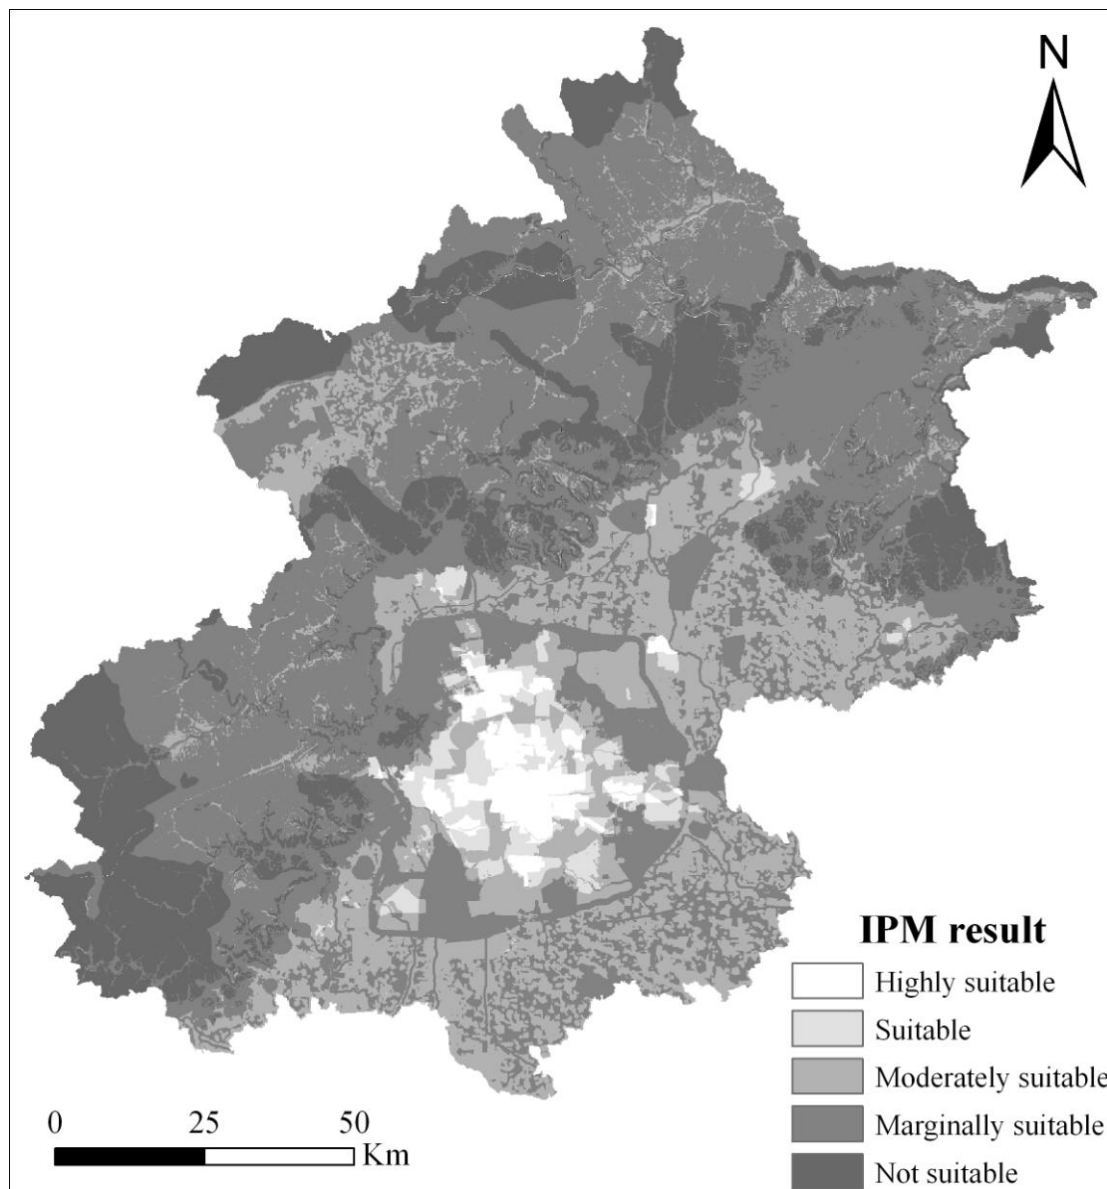 N
IPM result
Highly suitable
Suitable
Moderately suitable
Marginally suitable
Not suitable
0 25 50
Km